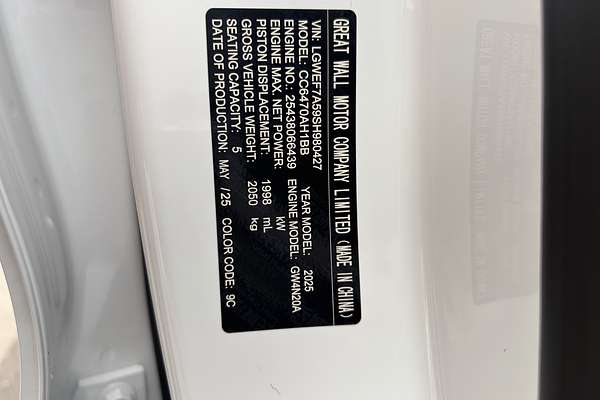 GREAT WALL MOTOR COMPANY LIMITED (MADE IN CHINA)
VIN: LGWEF7A59SH980427
MODEL: CC6470AH1BB YEAR MODEL: 2025
ENGINE NO.: 25438066439 ENGINE MODEL: GW4N20A
ENGINE MAX. NET POWER: kW
PISTON DISPLACEMENT: 1998 mL
GROSS VEHICLE WEIGHT: 2050 kg
SEATING CAPACITY: 5
DATE OF PRODUCTION: MAY /25 COLOR CODE: 9C